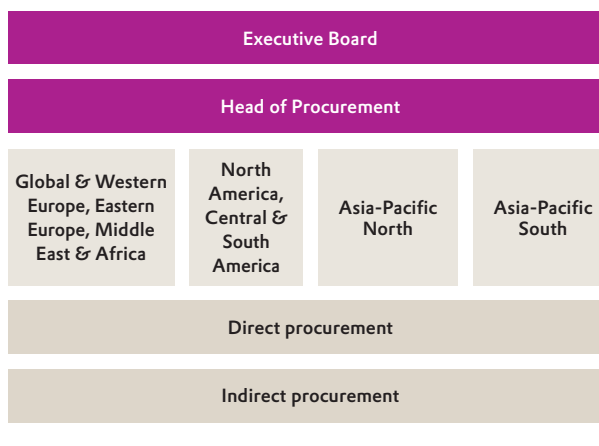 Executive Board
Head of Procurement
Global & Western
Europe, Eastern
Europe, Middle
East & Africa
North
America,
Central &
South
America
Asia-Pacific
North
Asia-Pacific
South
Direct procurement
Indirect procurement